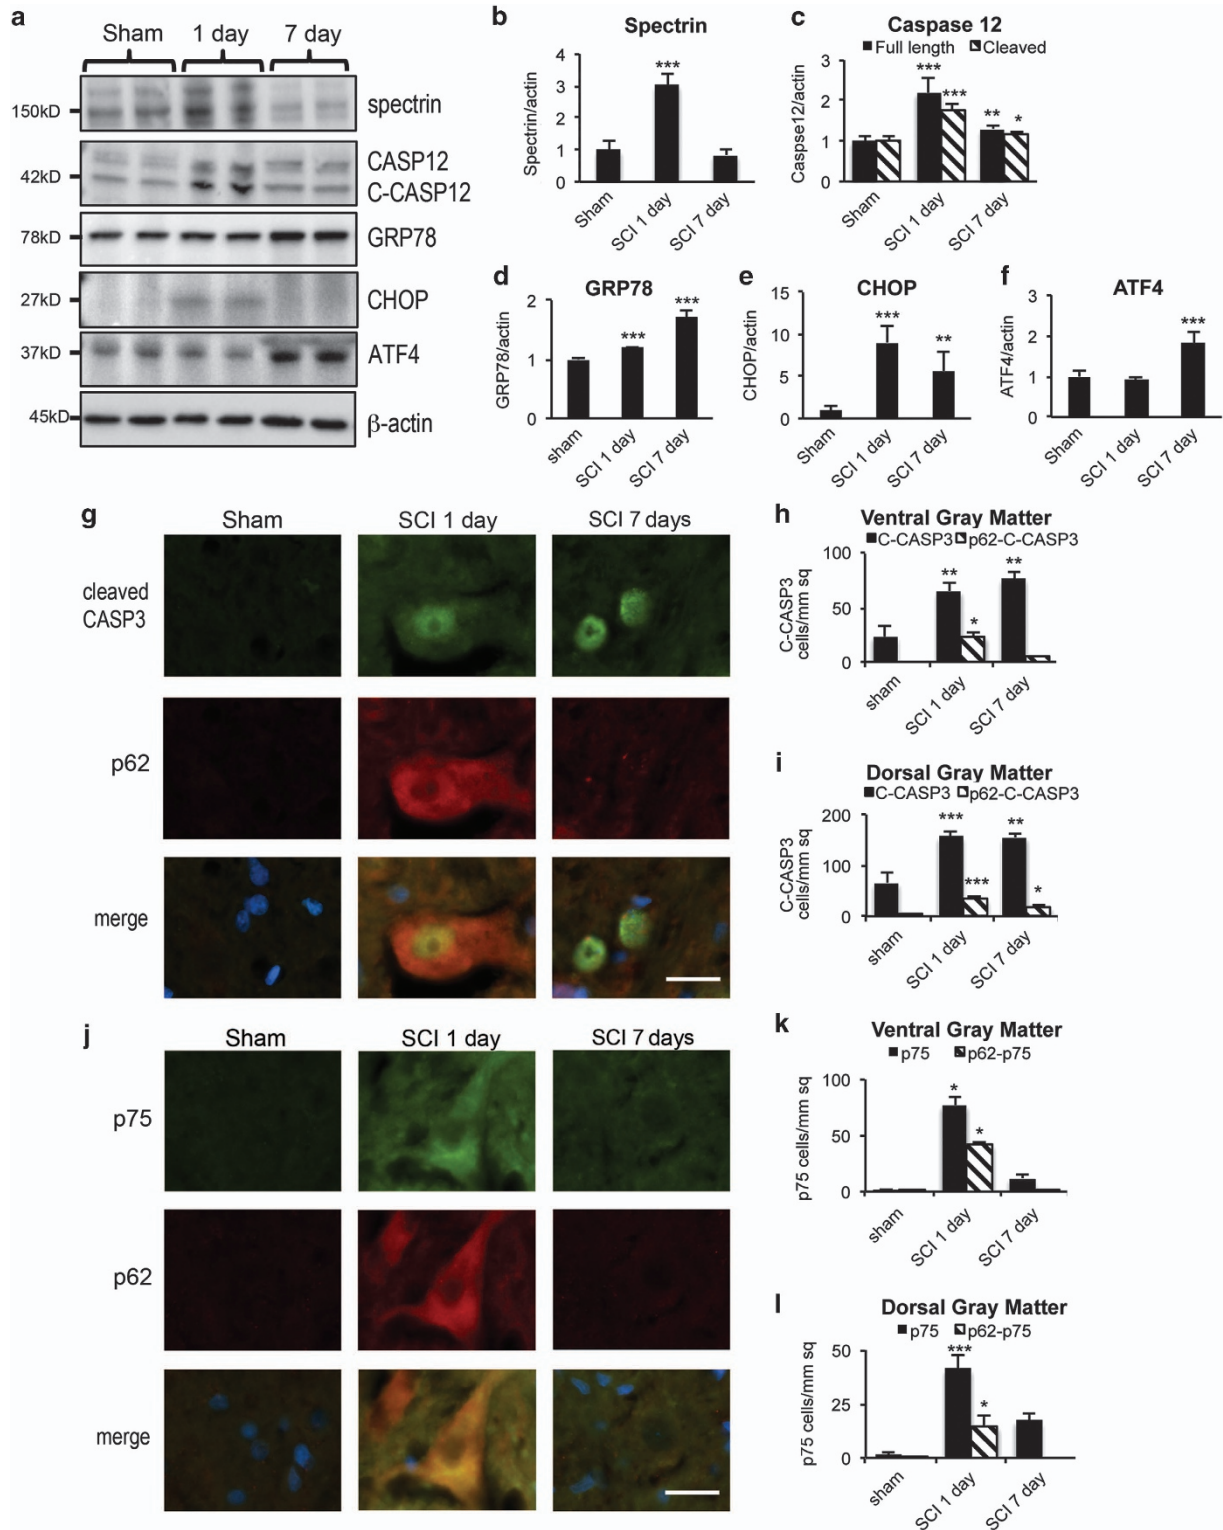 a
Sham 1 day 7 day
150kD spectrin
CASP12
42kD
C-CASP12
78kD GRP78
27kD CHOP
37kD ATF4
45kD β-actin
b
Spectrin
Spectrin/actin
4
***
3
2
1
0
Sham
SCI 1 day
SCI 7 day
c
Caspase 12
Full length Cleaved
Caspse12/actin
3
***
***
2
** *
1
0
Sham
SCI 1 day
SCI 7 day
d
GRP78
GRP78/actin
2
***
***
1
0
sham
SCI 1 day
SCI 7 day
e
CHOP
CHOP/actin
15
***
10
**
5
0
Sham
SCI 1 day
SCI 7 day
f
ATF4
ATF4/actin
3
***
2
1
0
Sham
SCI 1 day
SCI 7 day
g
Sham SCI 1 day SCI 7 days
cleaved
CASP3
p62
merge
h
Ventral Gray Matter
C-CASP3 p62-C-CASP3
C-CASP3
cells/mm sq
100
** **
50
*
0
sham
SCI 1 day
SCI 7 day
i
Dorsal Gray Matter
C-CASP3 p62-C-CASP3
C-CASP3
cells/mm sq
200
*** **
100
*** *
0
sham
SCI 1 day
SCI 7 day
j
Sham SCI 1 day SCI 7 days
p75
p62
merge
k
Ventral Gray Matter
p75 p62-p75
p75 cells/mm sq
100
*
50
*
0
sham
SCI 1 day
SCI 7 day
l
Dorsal Gray Matter
p75 p62-p75
p75 cells/mm sq
50
***
25
*
0
sham
SCI 1 day
SCI 7 day